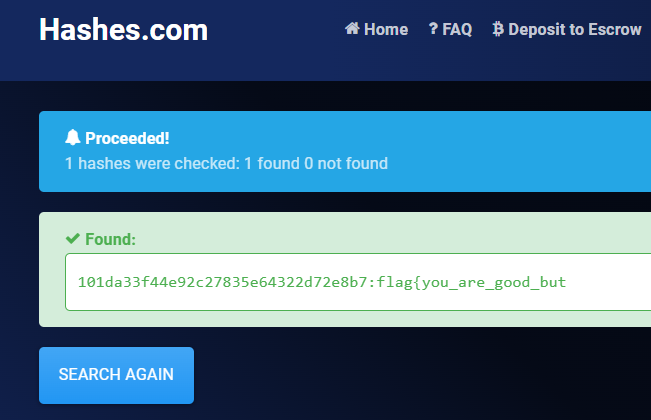 Hashes.com
Home ? FAQ Deposit to Escrow
Proceeded!
1 hashes were checked: 1 found 0 not found
Found:
101da33f44e92c27835e64322d72e8b7:flag{you_are_good_but
SEARCH AGAIN